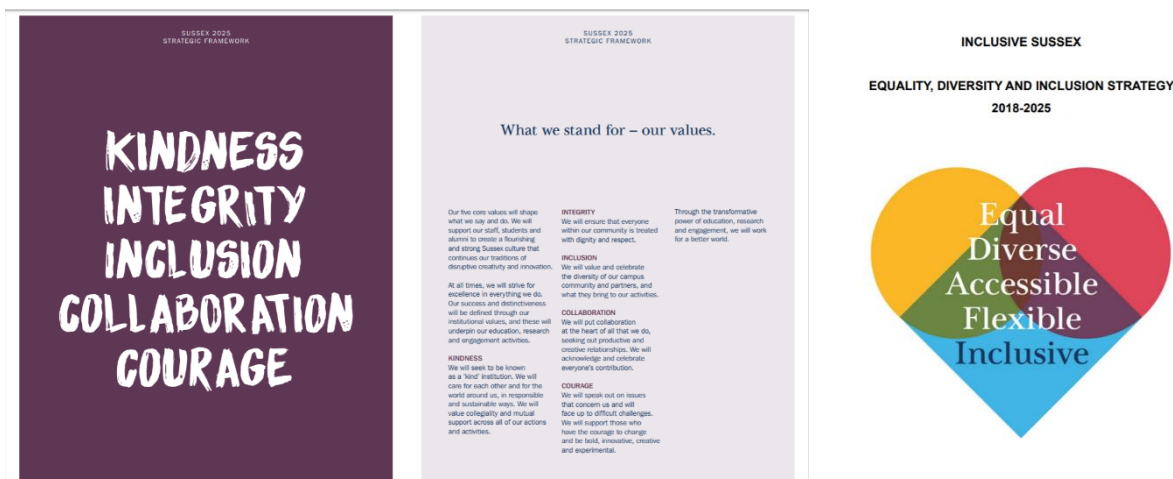 SUSSEX 2025
STRATEGIC FRAMEWORK
KINDNESS
INTEGRITY
INCLUSION
COLLABORATION
COURAGE
SUSSEX 2025
STRATEGIC FRAMEWORK
What we stand for – our values.
Our five core values will shape
what we say and do. We will
support our staff, students and
alumni to create a flourishing
and strong Sussex culture that
continues our traditions of
disruptive creativity and innovation.
At all times, we will strive for
excellence in everything we do.
Our success and distinctiveness
will be defined through our
institutional values, and these will
underpin our education, research
and engagement activities.
KINDNESS
We will seek to be known
as a ‘kind’ institution. We will
care for each other and for the
world around us, in responsible
and sustainable ways. We will
value collegiality and mutual
support across all of our actions
and activities.
INTEGRITY
We will ensure that everyone
within our community is treated
with dignity and respect.
INCLUSION
We will value and celebrate
the diversity of our campus
community and partners, and
what they bring to our activities.
COLLABORATION
We will put collaboration
at the heart of all that we do,
seeking out productive and
creative relationships. We will
acknowledge and celebrate
everyone's contribution.
COURAGE
We will speak out on issues
that concern us and will
face up to difficult challenges.
We will support those who
have the courage to change
and be bold, innovative, creative
and experimental.
Through the transformative
power of education, research
and engagement, we will work
for a better world.
INCLUSIVE SUSSEX
EQUALITY, DIVERSITY AND INCLUSION STRATEGY
2018-2025
Equal
Diverse
Accessible
Flexible
Inclusive